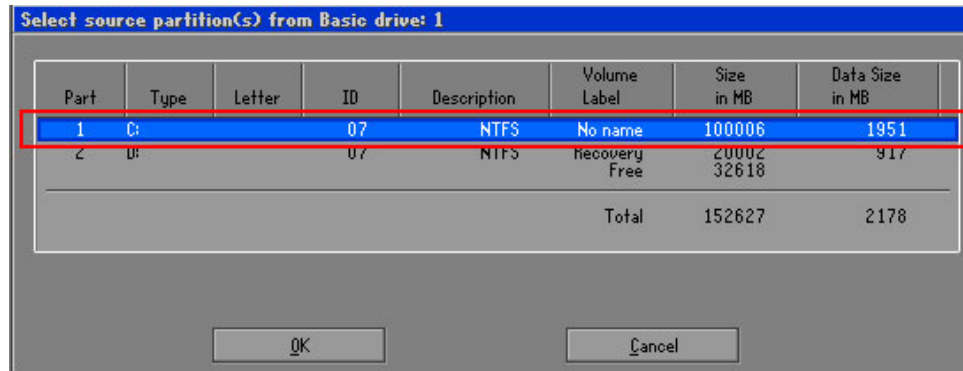 Select source partition(s) from Basic drive: 1
Part Type Letter ID Description Volume Label Size in MB Data Size in MB
1 C: 07 NTFS No name 100006 1951
2 D: 07 NTFS Recovery 20002 917
Free 32618
Total 152627 2178
OK Cancel